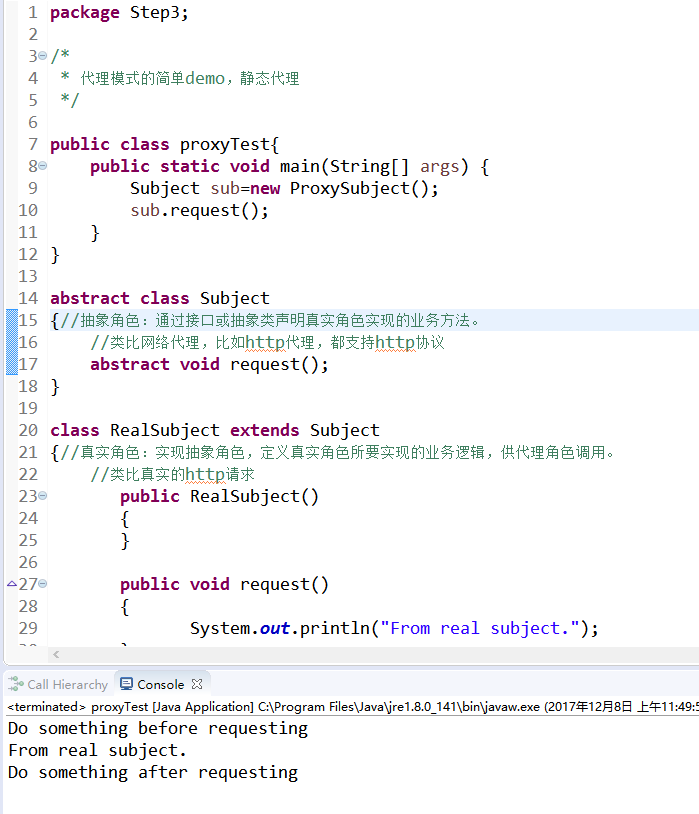 1 package Step3;
2
3 /*
4  * 代理模式的简单demo，静态代理
5  */
6
7 public class proxyTest{
8     public static void main(String[] args) {
9         Subject sub=new ProxySubject();
10         sub.request();
11     }
12 }
13
14 abstract class Subject
15 {//抽象角色：通过接口或抽象类声明真实角色实现的业务方法。
16     //类比网络代理，比如http代理，都支持http协议
17     abstract void request();
18 }
19
20 class RealSubject extends Subject
21 {//真实角色：实现抽象角色，定义真实角色所要实现的业务逻辑，供代理角色调用。
22     //类比真实的http请求
23        public RealSubject()
24        {
25        }
26
27        public void request()
28        {
29               System.out.println("From real subject.");
Call Hierarchy Console
<terminated> proxyTest [Java Application] C:\Program Files\Java\jre1.8.0_141\bin\javaw.exe (2017年12月8日 上午11:49:5
Do something before requesting
From real subject.
Do something after requesting